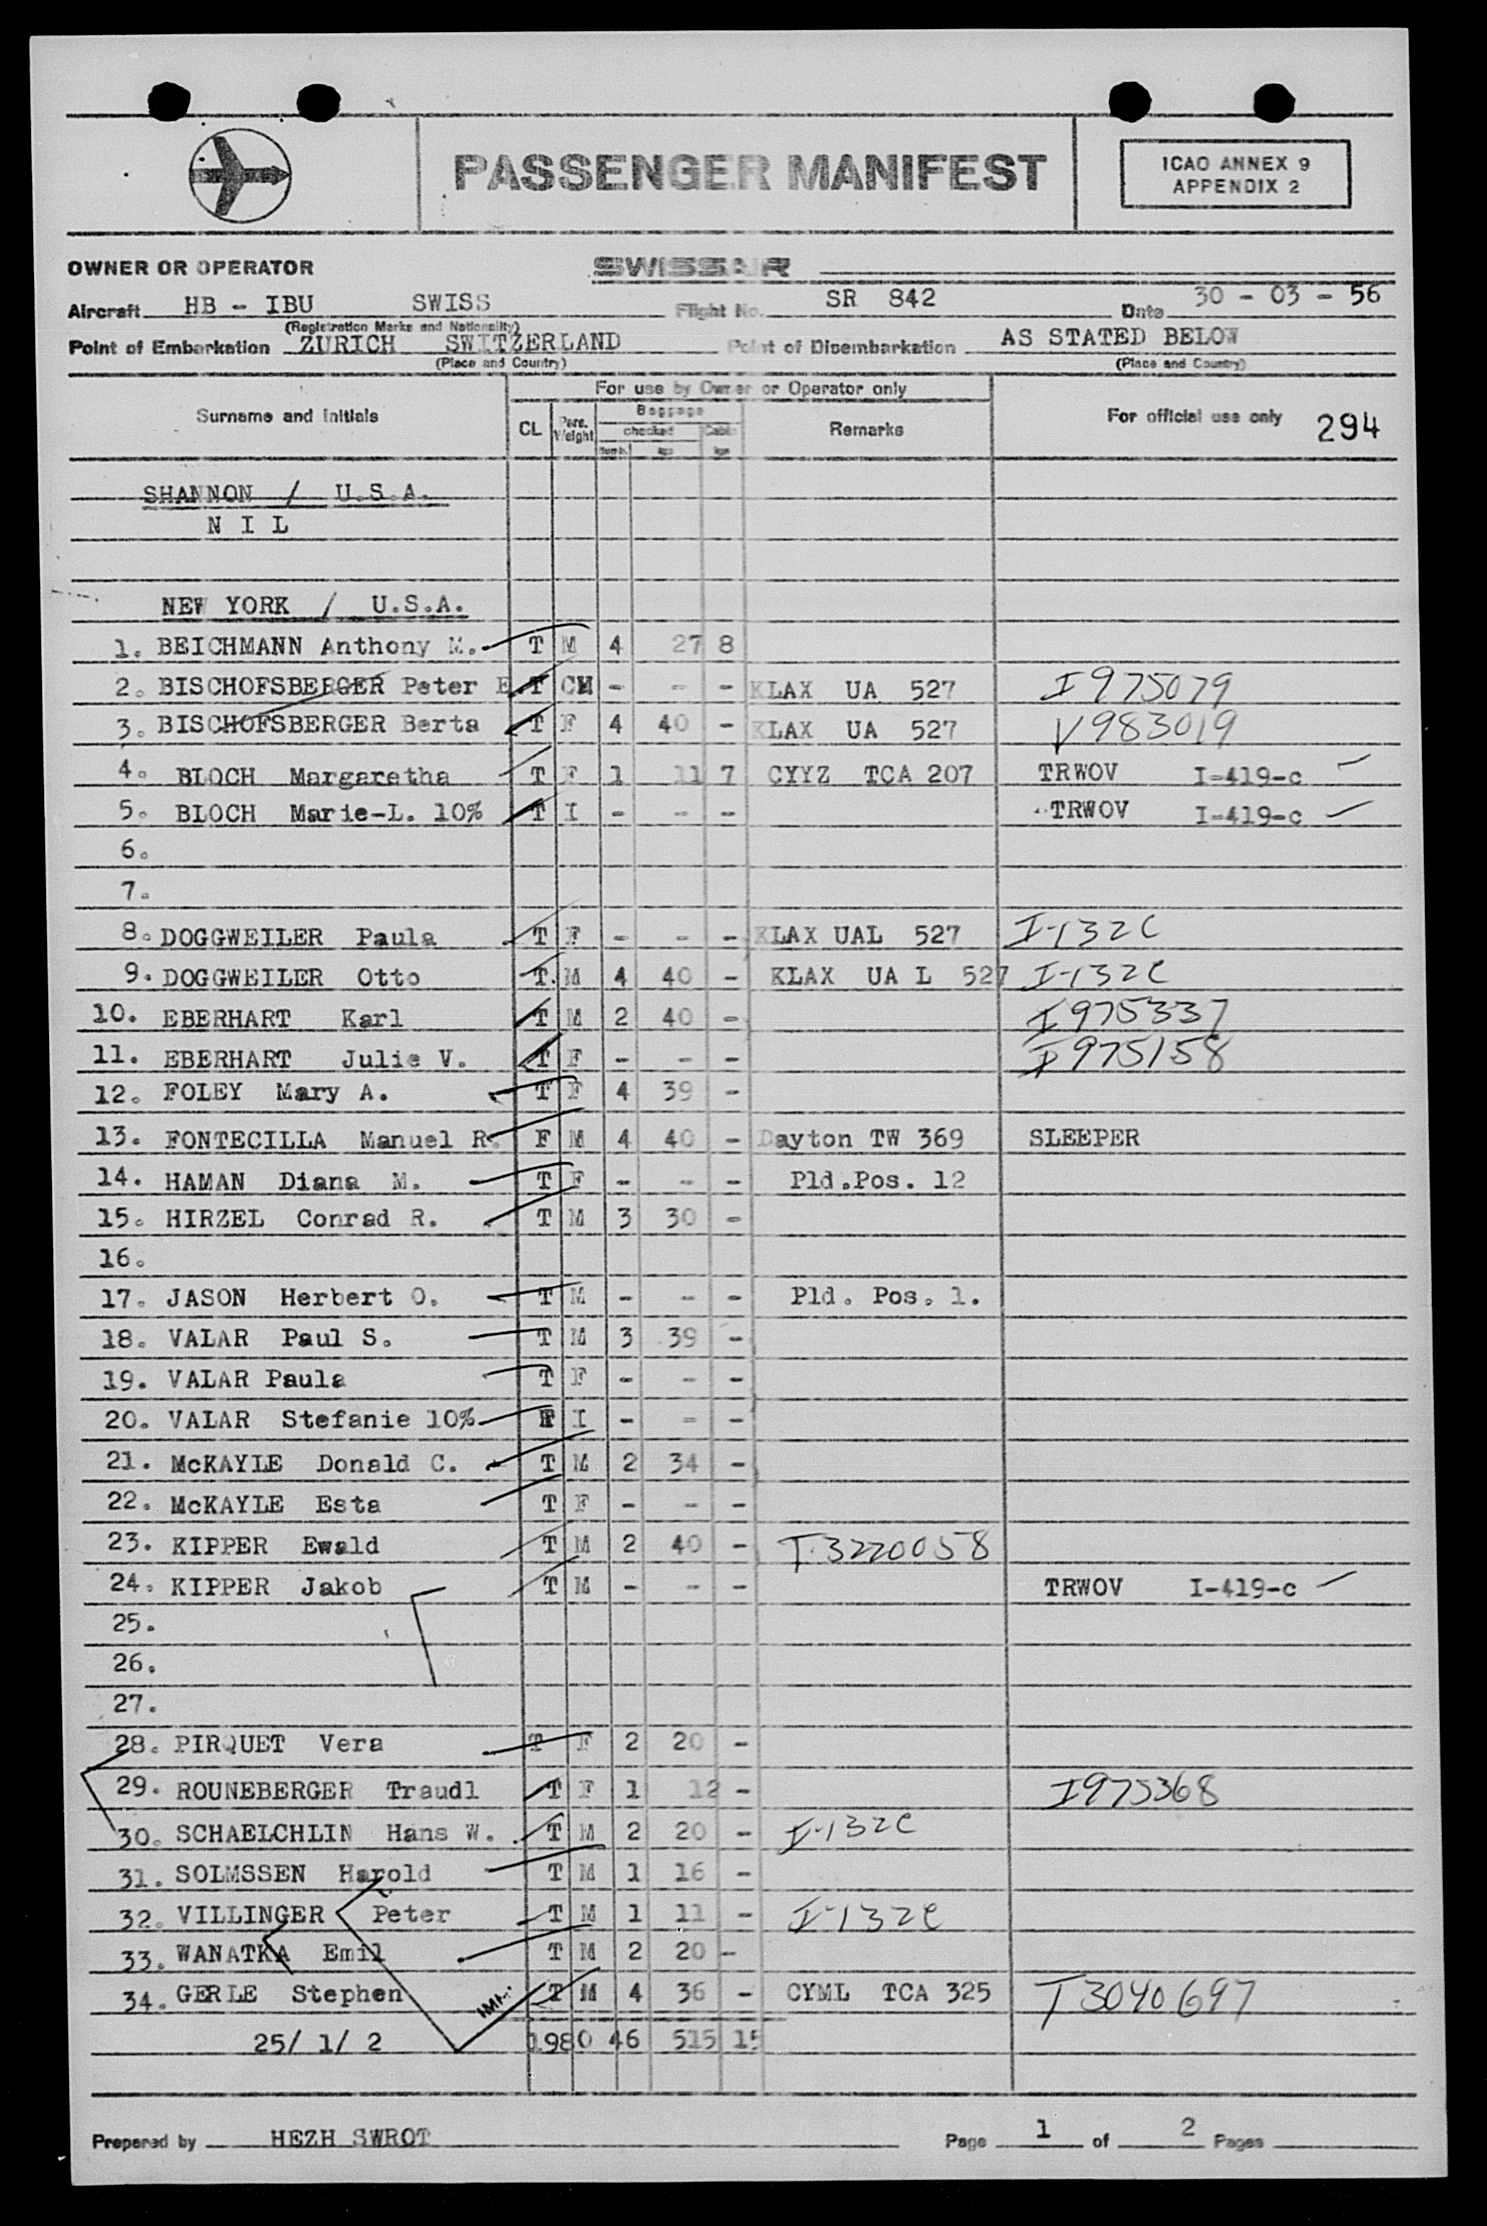 PASSENGER MANIFEST
ICAO ANNEX 9
APPENDIX 2
OWNER OR OPERATOR SWISSAIR
Aircraft HB - IBU SWISS Flight No. SR 842 Date 30 - 03 - 56
(Registration Marks and Nationality)
Point of Embarkation ZURICH SWITZERLAND Point of Disembarkation AS STATED BELOW
(Place and Country) (Place and Country)
For use by Owner or Operator only
Surname and initials CL Pers. Weight Baggage checked Cabin Numb. kgs kgs Remarks For official use only 294
SHANNON / U.S.A.
N I L
NEW YORK / U.S.A.
1. BEICHMANN Anthony M. T M 4 27 8
2. BISCHOFSBERGER Peter E T CM - - - KLAX UA 527 I975079
3. BISCHOFSBERGER Berta T F 4 40 - KLAX UA 527 V983019
4. BLOCH Margaretha T F 1 11 7 CYYZ TCA 207 TRWOV I-419-c
5. BLOCH Marie-L. 10% T I - - - TRWOV I-419-c
6.
7.
8. DOGGWEILER Paula T F - - - KLAX UAL 527 I-132C
9. DOGGWEILER Otto T. M 4 40 - KLAX UA L 527 I-132C
10. EBERHART Karl T M 2 40 - I975337
11. EBERHART Julie V. T F - - - I975158
12. FOLEY Mary A. T F 4 39 -
13. FONTECILLA Manuel R. F M 4 40 - Dayton TW 369 SLEEPER
14. HAMAN Diana M. T F - - - Pld.Pos. 12
15. HIRZEL Conrad R. T M 3 30 -
16.
17. JASON Herbert O. T M - - - Pld. Pos. 1.
18. VALAR Paul S. T M 3 39 -
19. VALAR Paula T F - - -
20. VALAR Stefanie 10% I - - -
21. McKAYLE Donald C. T M 2 34 -
22. McKAYLE Esta T F - - -
23. KIPPER Ewald T M 2 40 - T.3220058
24. KIPPER Jakob T M - - - TRWOV I-419-c
25.
26.
27.
28. PIRQUET Vera T F 2 20 -
29. ROUNEBERGER Traudl T F 1 12 - I975368
30. SCHAELCHLIN Hans W. T M 2 20 - I-132C
31. SOLMSSEN Harold T M 1 16 -
32. VILLINGER Peter T M 1 11 - I-132C
33. WANATKA Emil T M 2 20 -
34. GERLE Stephen IMM. T M 4 36 - CYML TCA 325 T3040697
25/ 1/ 2 1980 46 515 15
Prepared by HEZH SWROT Page 1 of 2 Pages